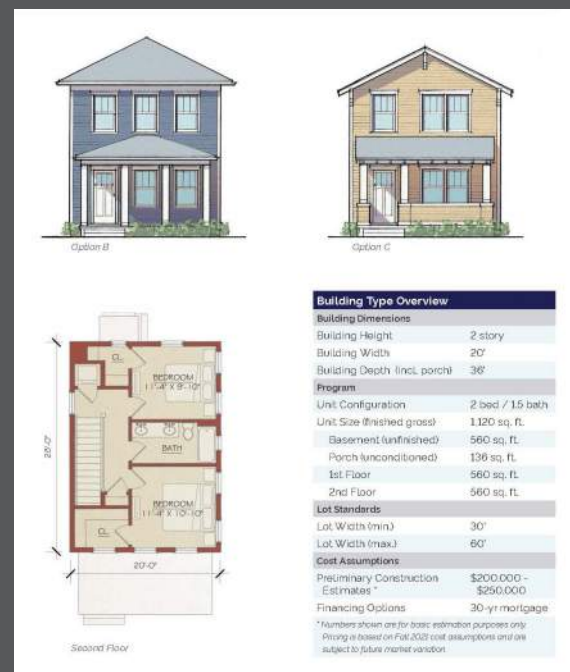 Option B
Option C
CL.
BEDROOM
11'-4" X 9'-10"
BATH
BEDROOM
11'-4" X 10'-10"
CL.
28'-0"
20'-0"
Second Floor
Building Type Overview
Building Dimensions
Building Height 2 story
Building Width 20'
Building Depth (incl. porch) 36'
Program
Unit Configuration 2 bed / 1.5 bath
Unit Size (finished gross) 1,120 sq. ft.
Basement (unfinished) 560 sq. ft.
Porch (unconditioned) 136 sq. ft.
1st Floor 560 sq. ft.
2nd Floor 560 sq. ft.
Lot Standards
Lot Width (min.) 30'
Lot Width (max.) 60'
Cost Assumptions
Preliminary Construction $200,000 -
Estimates * $250,000
Financing Options 30-yr mortgage
* Numbers shown are for basic estimation purposes only.
Pricing is based on Fall 2021 cost assumptions and are
subject to future market variation.